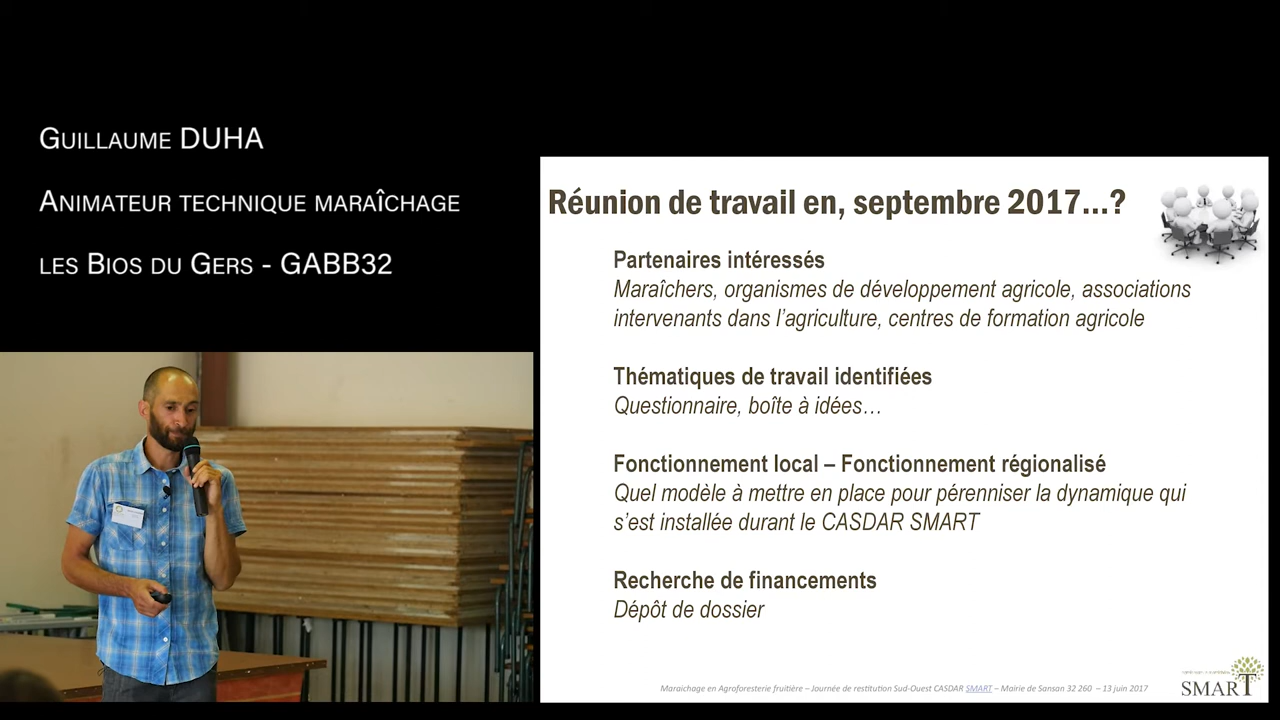 Guillaume DUHA
Animateur technique maraîchage
les Bios du Gers - GABB32
Réunion de travail en, septembre 2017...?
Partenaires intéressés
Maraîchers, organismes de développement agricole, associations
intervenants dans l'agriculture, centres de formation agricole
Thématiques de travail identifiées
Questionnaire, boîte à idées…
Fonctionnement local – Fonctionnement régionalisé
Quel modèle à mettre en place pour pérenniser la dynamique qui
s'est installée durant le CASDAR SMART
Recherche de financements
Dépôt de dossier
Maraichage en Agroforesterie fruitière – Journée de restitution Sud-Ouest CASDAR SMART – Mairie de Sansan 32 260 – 13 juin 2017
SMART